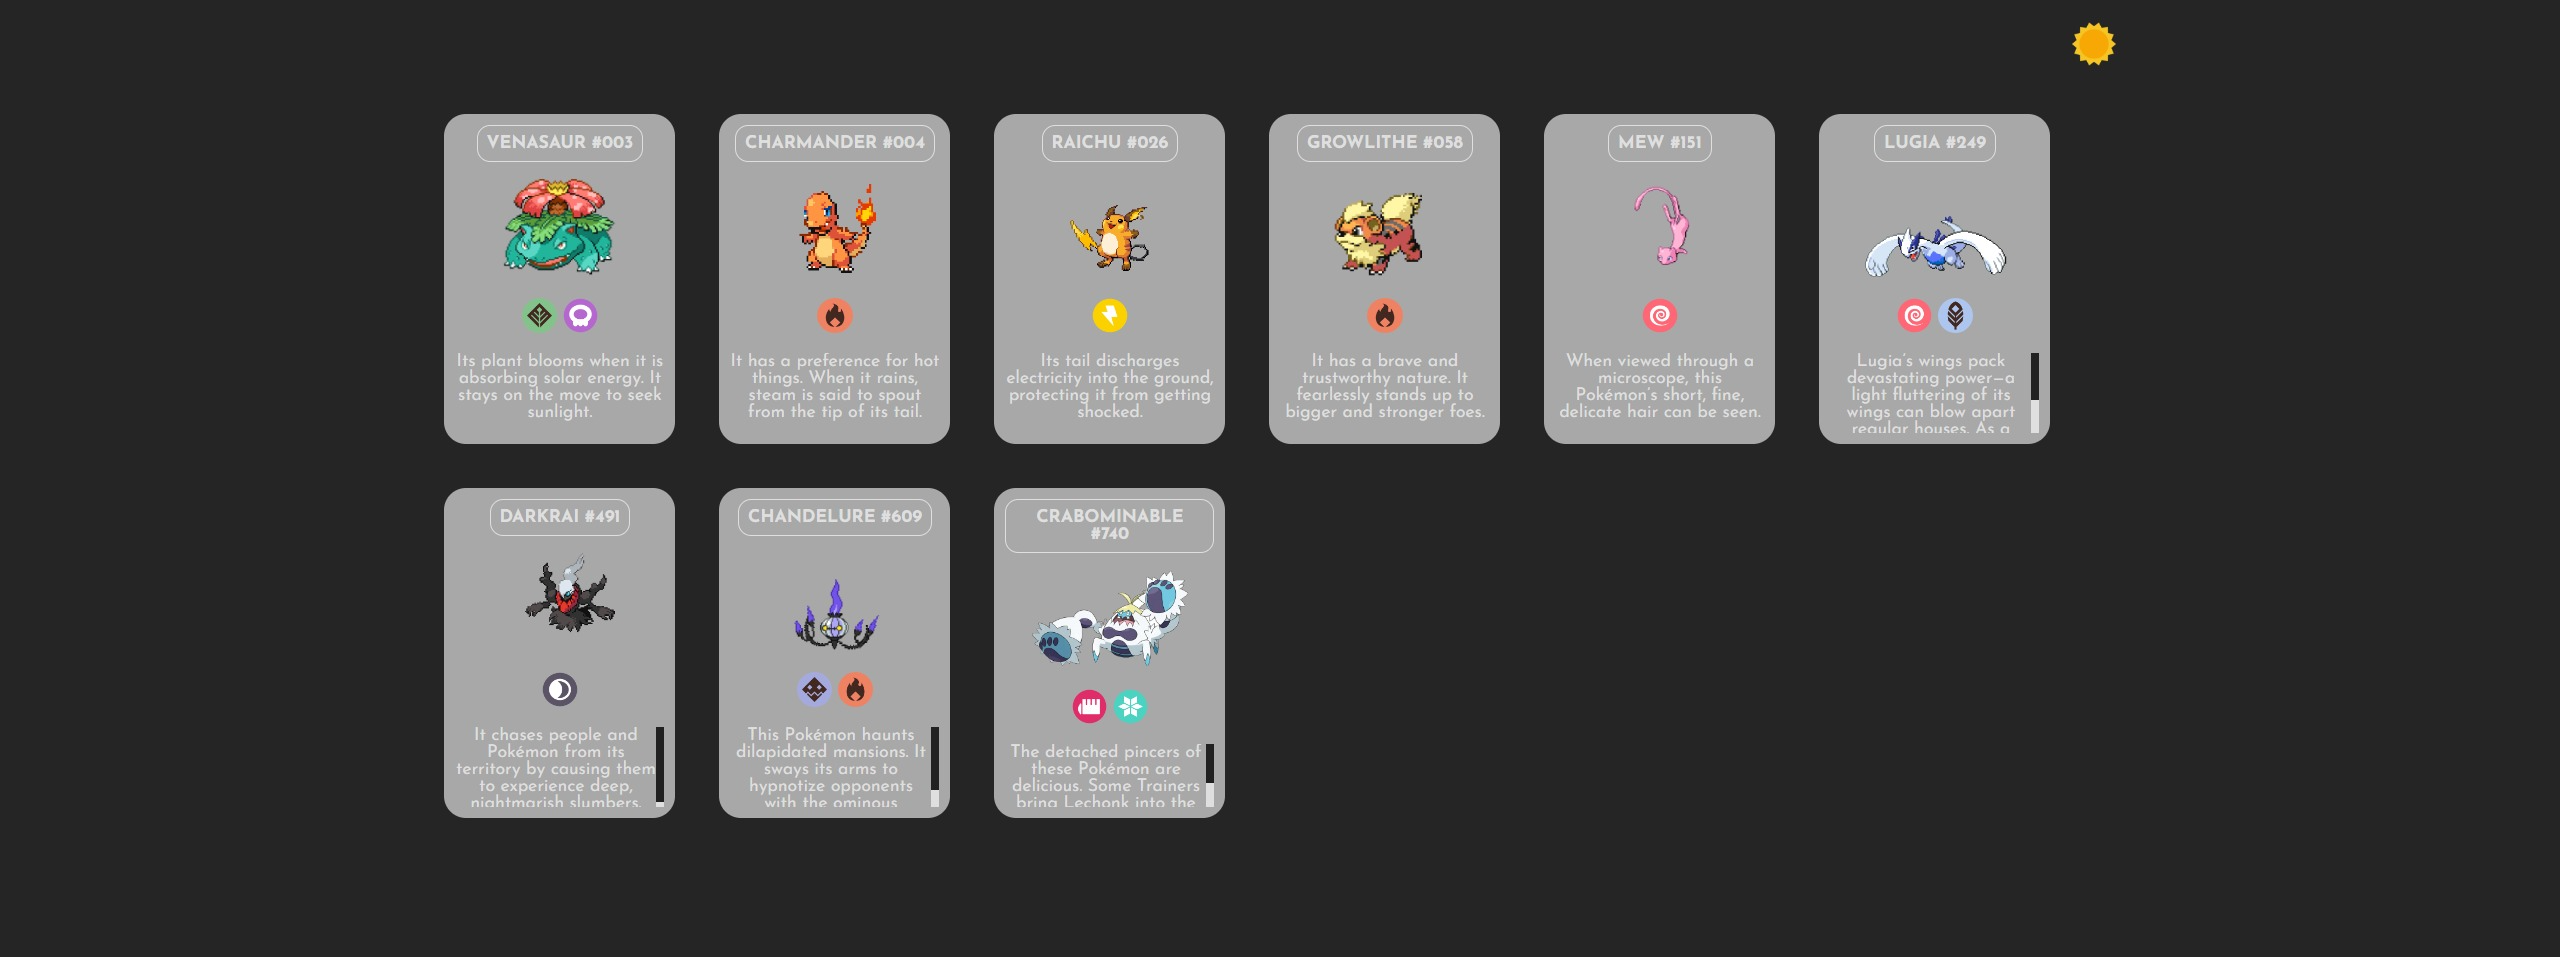 VENASAUR #003
Its plant blooms when it is
absorbing solar energy. It
stays on the move to seek
sunlight.
CHARMANDER #004
It has a preference for hot
things. When it rains,
steam is said to spout
from the tip of its tail.
RAICHU #026
Its tail discharges
electricity into the ground,
protecting it from getting
shocked.
GROWLITHE #058
It has a brave and
trustworthy nature. It
fearlessly stands up to
bigger and stronger foes.
MEW #151
When viewed through a
microscope, this
Pokémon's short, fine,
delicate hair can be seen.
LUGIA #249
Lugia's wings pack
devastating power—a
light fluttering of its
wings can blow apart
regular houses. As a
DARKRAI #491
It chases people and
Pokémon from its
territory by causing them
to experience deep,
nightmarish slumbers.
CHANDELURE #609
This Pokémon haunts
dilapidated mansions. It
sways its arms to
hypnotize opponents
with the ominous
CRABOMINABLE
#740
The detached pincers of
these Pokémon are
delicious. Some Trainers
bring Lechonk into the